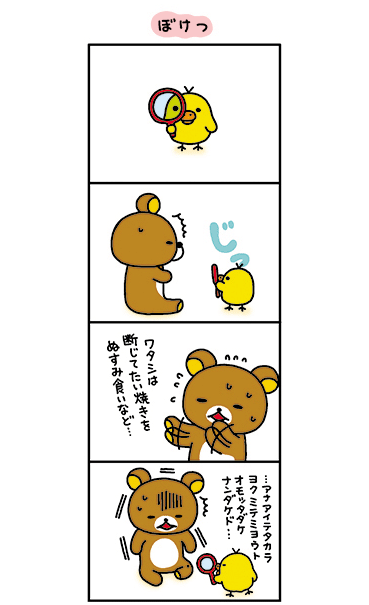 ぼけっ
じっ
ワタシは
断じてたい焼きを
ぬすみ食いなど…
…アナアイテタカラ
ヨクミテミヨウト
オモッタダケ
ナンダケド…